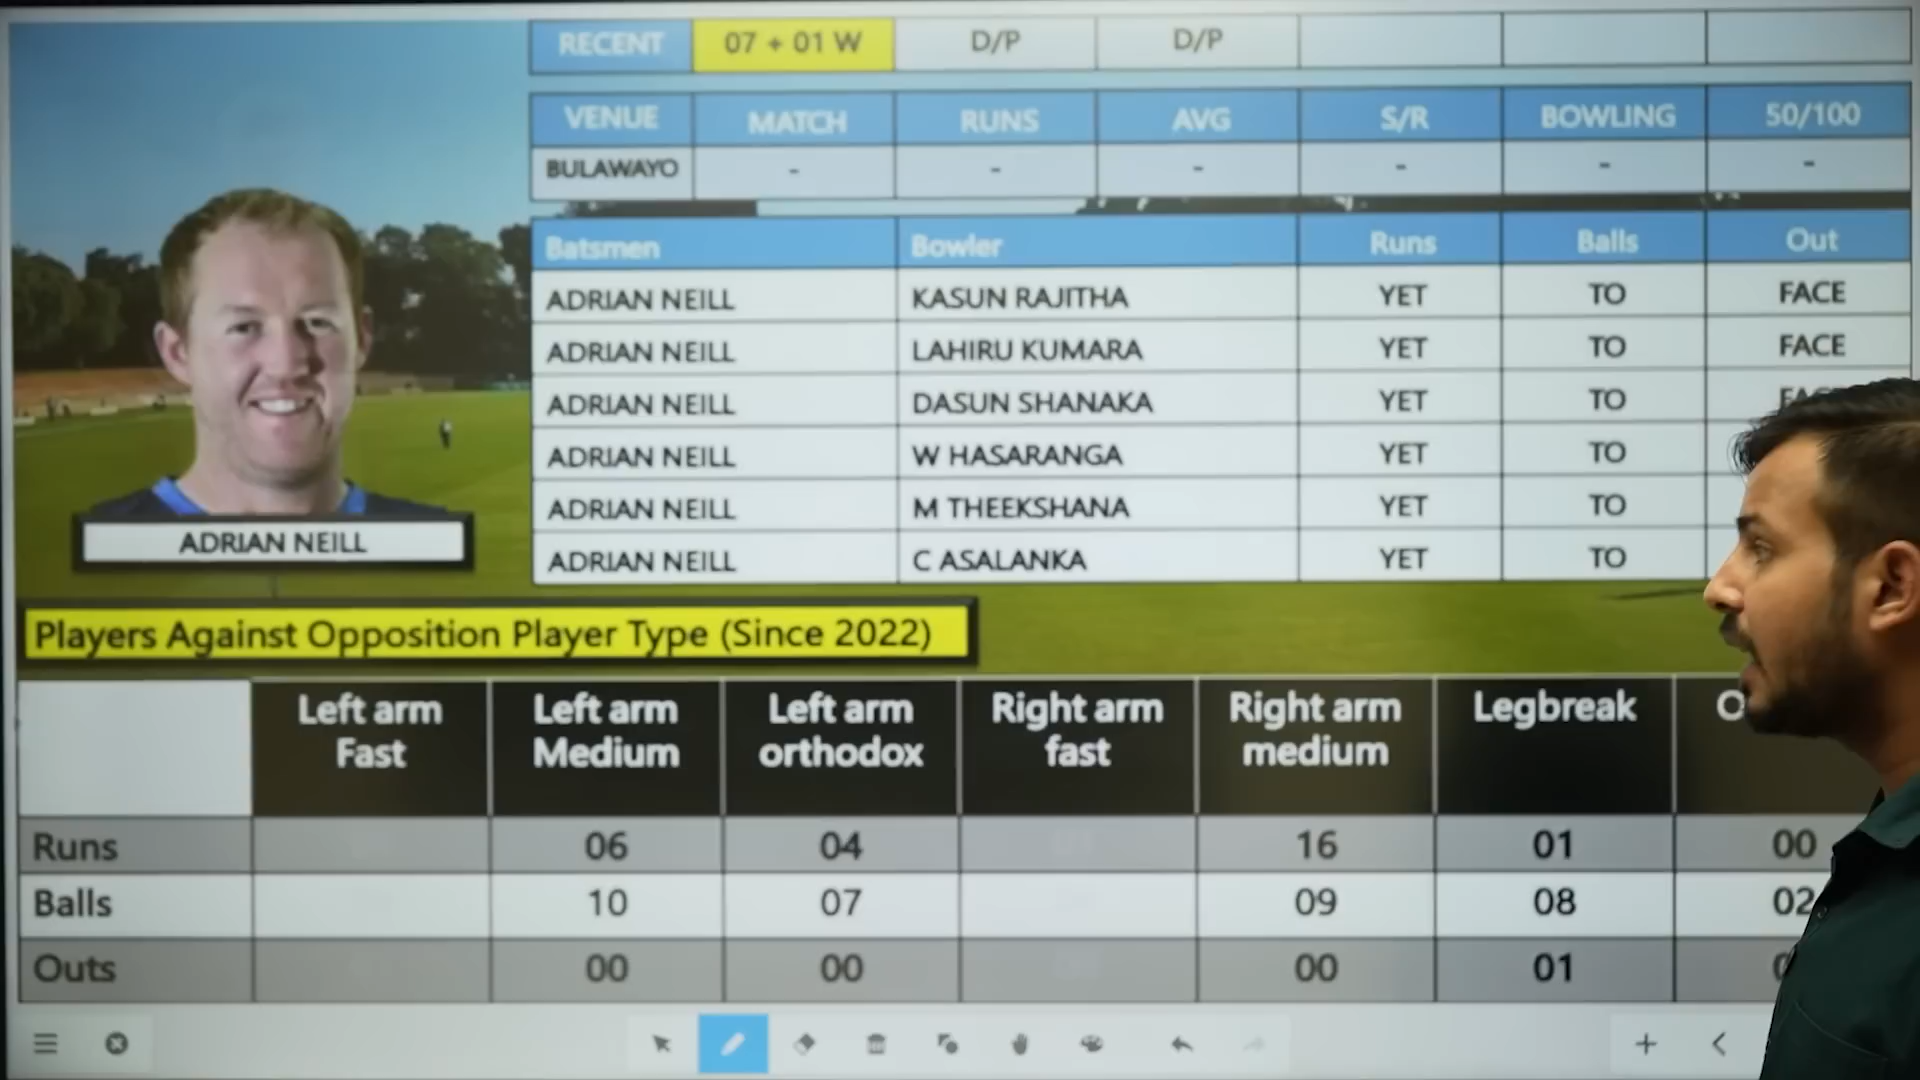 RECENT 07 + 01 W D/P D/P
VENUE MATCH RUNS AVG S/R BOWLING 50/100
BULAWAYO - - - - - -
Batsmen Bowler Runs Balls Out
ADRIAN NEILL KASUN RAJITHA YET TO FACE
ADRIAN NEILL LAHIRU KUMARA YET TO FACE
ADRIAN NEILL DASUN SHANAKA YET TO
ADRIAN NEILL W HASARANGA YET TO
ADRIAN NEILL M THEEKSHANA YET TO
ADRIAN NEILL C ASALANKA YET TO
ADRIAN NEILL
Players Against Opposition Player Type (Since 2022)
Left arm Fast Left arm Medium Left arm orthodox Right arm fast Right arm medium Legbreak
Runs 06 04 16 01 00
Balls 10 07 09 08 02
Outs 00 00 00 01